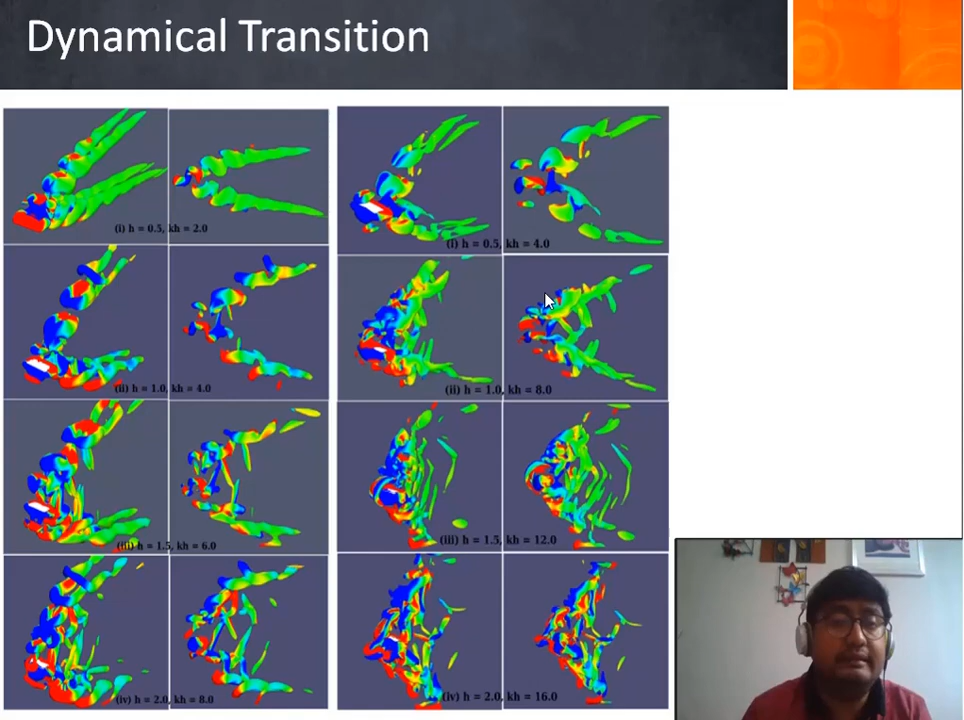 Dynamical Transition
(i) h = 0.5, kh = 2.0
(i) h = 0.5, kh = 4.0
(ii) h = 1.0, kh = 4.0
(ii) h = 1.0, kh = 8.0
(iii) h = 1.5, kh = 6.0
(iii) h = 1.5, kh = 12.0
(iv) h = 2.0, kh = 8.0
(iv) h = 2.0, kh = 16.0